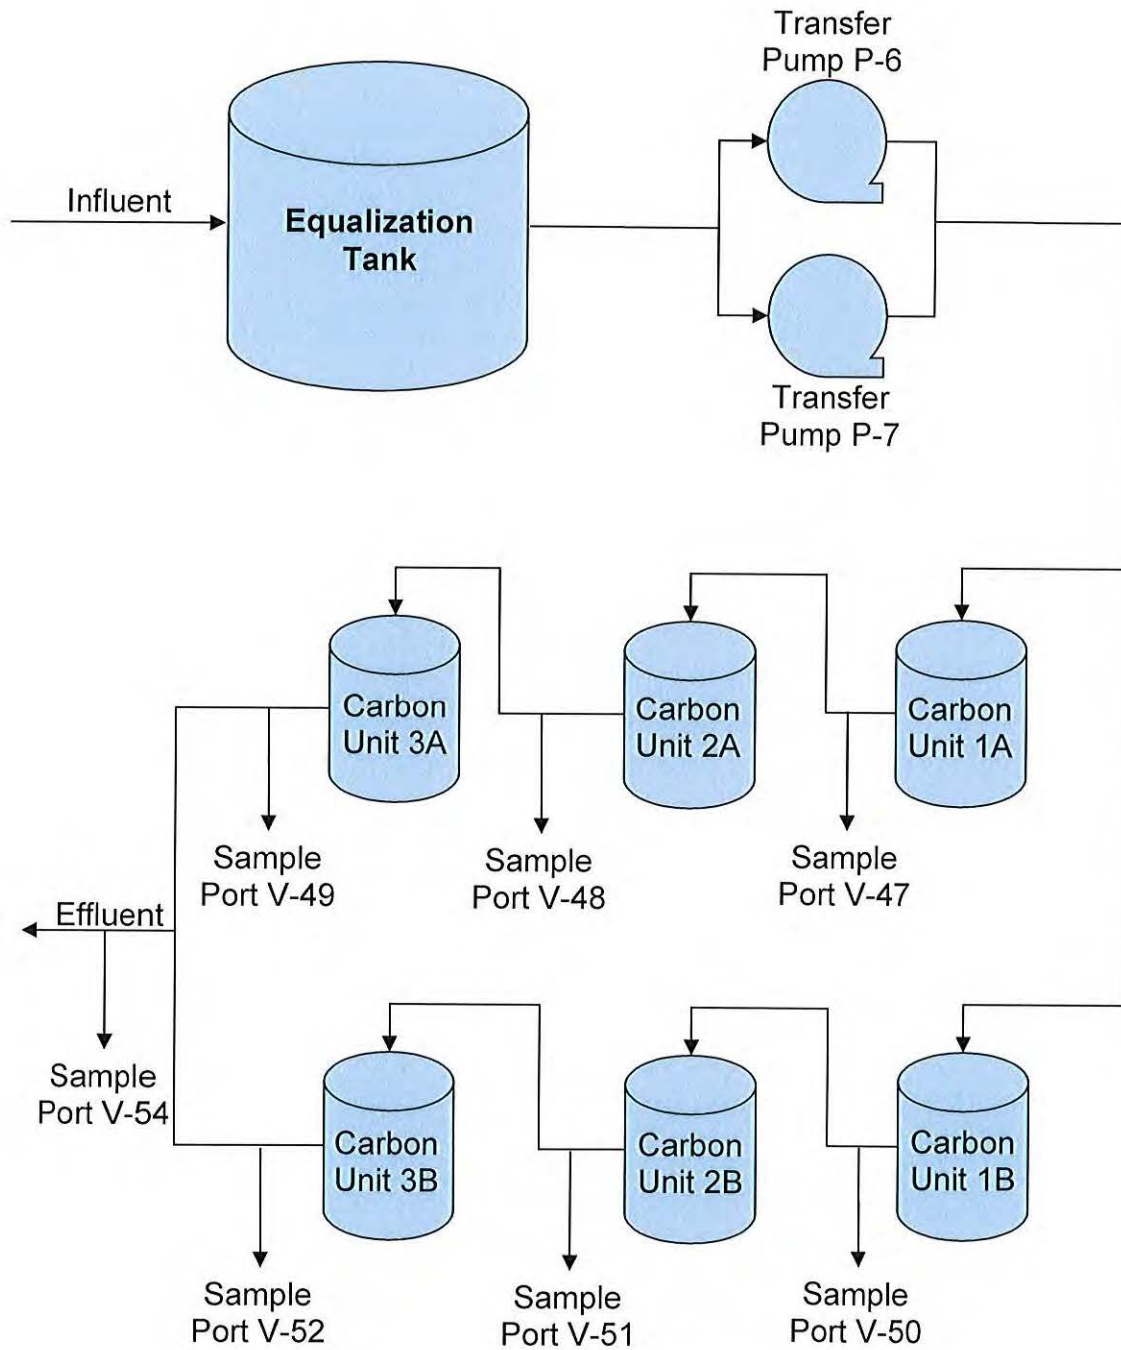 Transfer
Pump P-6
Influent
Equalization
Tank
Transfer
Pump P-7
Carbon
Unit 3A
Carbon
Unit 2A
Carbon
Unit 1A
Sample
Port V-49
Sample
Port V-48
Sample
Port V-47
Effluent
Sample
Port V-54
Carbon
Unit 3B
Carbon
Unit 2B
Carbon
Unit 1B
Sample
Port V-52
Sample
Port V-51
Sample
Port V-50